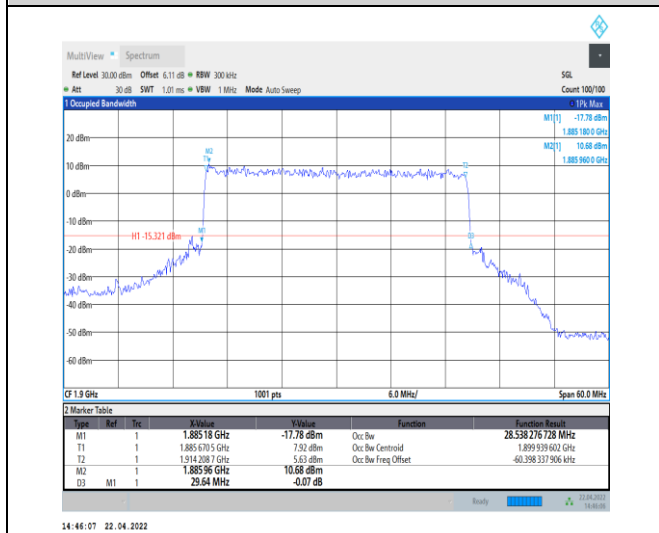 MultiView Spectrum
Ref Level 30.00 dBm Offset 6.11 dB RBW 300 kHz SGL
Att 30 dB SWT 1.01 ms VBW 1 MHz Mode Auto Sweep Count 100/100
1 Occupied Bandwidth 1Pk Max
M1[1] -17.78 dBm
1.885 180 0 GHz
20 dBm
M2[1] 10.68 dBm
1.885 960 0 GHz
M2
T1
T2
10 dBm
0 dBm
-10 dBm
H1 -15.321 dBm
M1
D3
-20 dBm
-30 dBm
-40 dBm
-50 dBm
-60 dBm
CF 1.9 GHz 1001 pts 6.0 MHz/ Span 60.0 MHz
2 Marker Table
Type Ref Trc X-Value Y-Value Function Function Result
M1 1 1.88518 GHz -17.78 dBm Occ Bw 28.538 276 728 MHz
T1 1 1.885 670 5 GHz 7.92 dBm Occ Bw Centroid 1.899 939 602 GHz
T2 1 1.914 208 7 GHz 5.63 dBm Occ Bw Freq Offset -60.398 337 906 kHz
M2 1 1.885 96 GHz 10.68 dBm
D3 M1 1 29.64 MHz -0.07 dB
Ready 22.04.2022
14:46:06
14:46:07 22.04.2022